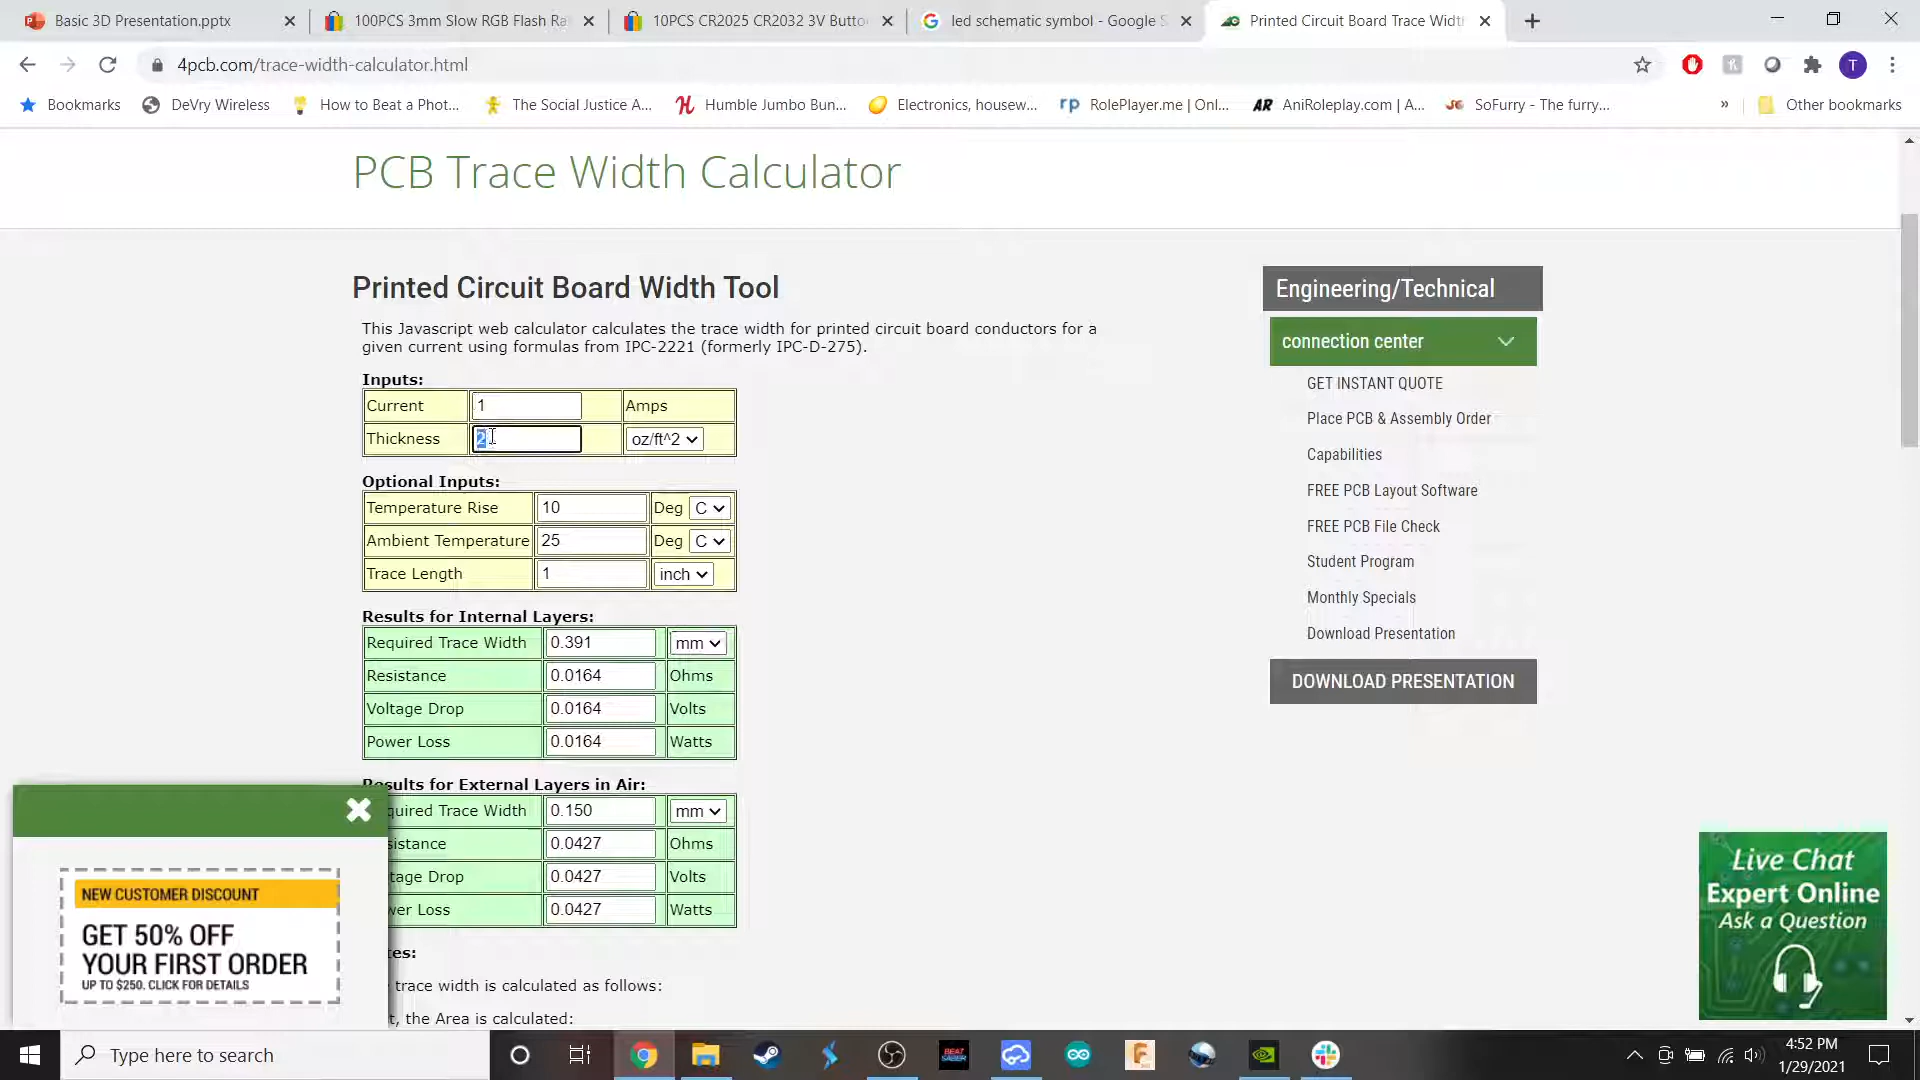 Basic 3D Presentation.pptx
100PCS 3mm Slow RGB Flash Ra
10PCS CR2025 CR2032 3V Butto
led schematic symbol - Google S
Printed Circuit Board Trace Widt
4pcb.com/trace-width-calculator.html
T
Bookmarks
DeVry Wireless
How to Beat a Phot...
The Social Justice A...
Humble Jumbo Bun...
Electronics, housew...
rp RolePlayer.me | Onl...
AR AniRoleplay.com | A...
SoFurry - The furry...
»
Other bookmarks
PCB Trace Width Calculator
Printed Circuit Board Width Tool
This Javascript web calculator calculates the trace width for printed circuit board conductors for a
given current using formulas from IPC-2221 (formerly IPC-D-275).
Inputs:
Current 1 Amps
Thickness 2 oz/ft^2
Optional Inputs:
Temperature Rise 10 Deg C
Ambient Temperature 25 Deg C
Trace Length 1 inch
Results for Internal Layers:
Required Trace Width 0.391 mm
Resistance 0.0164 Ohms
Voltage Drop 0.0164 Volts
Power Loss 0.0164 Watts
Results for External Layers in Air:
quired Trace Width 0.150 mm
sistance 0.0427 Ohms
tage Drop 0.0427 Volts
wer Loss 0.0427 Watts
tes:
trace width is calculated as follows:
t, the Area is calculated:
Engineering/Technical
connection center
GET INSTANT QUOTE
Place PCB & Assembly Order
Capabilities
FREE PCB Layout Software
FREE PCB File Check
Student Program
Monthly Specials
Download Presentation
DOWNLOAD PRESENTATION
NEW CUSTOMER DISCOUNT
GET 50% OFF
YOUR FIRST ORDER
UP TO $250. CLICK FOR DETAILS
Live Chat
Expert Online
Ask a Question
Type here to search
BEAT SABER
4:52 PM
1/29/2021